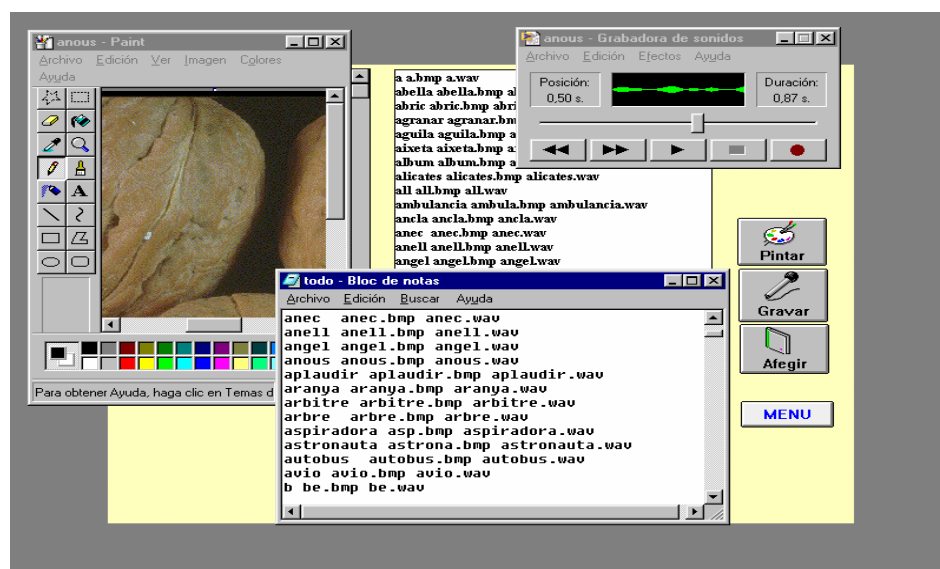 anous - Paint
Archivo Edición Ver Imagen Colores
Ayuda
A
Para obtener Ayuda, haga clic en Temas d
a a.bmp a.wav
abella abella.bmp
abric abric.bmp
agranar agranar.bm
aguila aguila.bmp
aixeta aixeta.bmp
album album.bmp
alicates alicates.bmp alicates.wav
all all.bmp all.wav
ambulancia ambula.bmp ambulancia.wav
ancla ancla.bmp ancla.wav
anec anec.bmp anec.wav
anell anell.bmp anell.wav
angel angel.bmp angel.wav
anous - Grabadora de sonidos
Archivo Edición Efectos Ayuda
Posición:
0,50 s.
Duración:
0,87 s.
Pintar
Gravar
Afegir
MENU
todo - Bloc de notas
Archivo Edición Buscar Ayuda
anec anec.bmp anec.wav
anell anell.bmp anell.wav
angel angel.bmp angel.wav
anous anous.bmp anous.wav
aplaudir aplaudir.bmp aplaudir.wav
aranya aranya.bmp aranya.wav
arbitre arbitre.bmp arbitre.wav
arbre arbre.bmp arbre.wav
aspiradora asp.bmp aspiradora.wav
astronauta astrona.bmp astronauta.wav
autobus autobus.bmp autobus.wav
avio avio.bmp avio.wav
b be.bmp be.wav